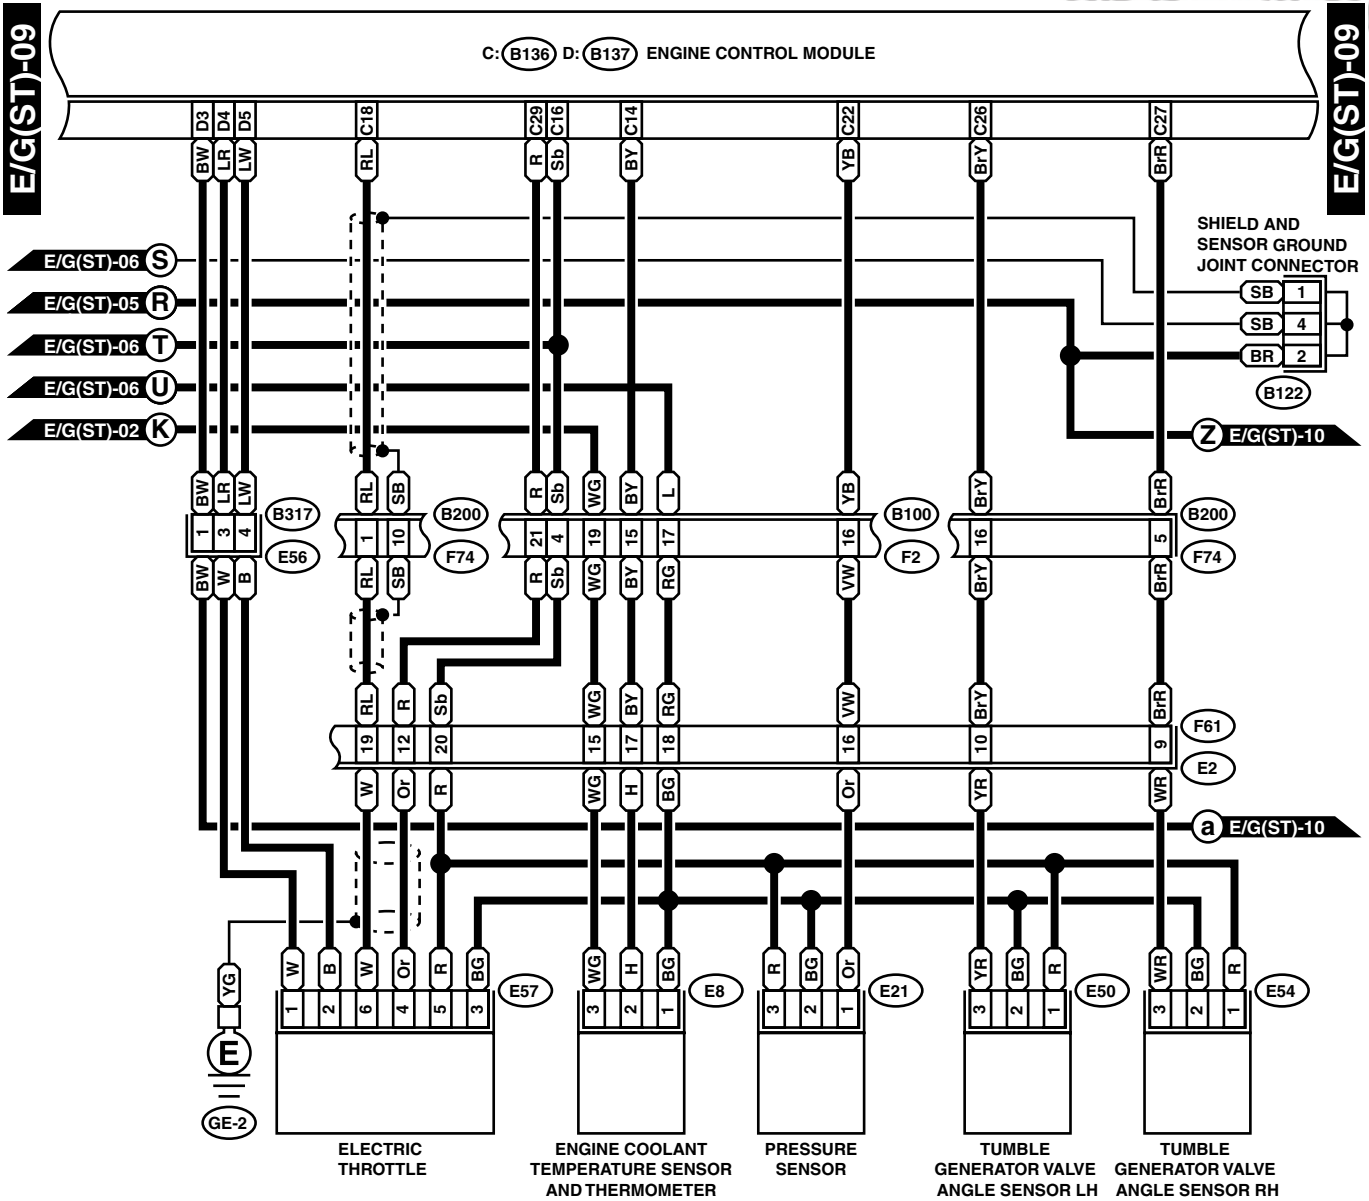 E/G(ST)-09
E/G(ST)-09
C: B136 D: B137 ENGINE CONTROL MODULE
D3 D4 D5 C18 C29 C16 C14 C22 C26 C27
BW LR LW RL R Sb BY YB BrY BrR
SHIELD AND
SENSOR GROUND
JOINT CONNECTOR
E/G(ST)-06 S
E/G(ST)-05 R
E/G(ST)-06 T
E/G(ST)-06 U
E/G(ST)-02 K
SB 1
SB 4
BR 2
B122
Z E/G(ST)-10
BW LR LW RL SB R Sb WG BY L YB BrY BrR
B317 B200 B100 B200
1 3 4 1 10 21 4 19 15 17 16 16 5
E56 F74 F2 F74
BW W B RL SB R Sb WG BY RG VW BrY BrR
RL R Sb WG BY RG VW BrY BrR
F61
19 12 20 15 17 18 16 10 9
E2
W Or R WG H BG Or YR WR
a E/G(ST)-10
YG W B W Or R BG WG H BG R BG Or YR BG R WR BG R
E57 E8 E21 E50 E54
1 2 6 4 5 3 3 2 1 3 2 1 3 2 1 3 2 1
E
GE-2
ELECTRIC
THROTTLE
ENGINE COOLANT
TEMPERATURE SENSOR
AND THERMOMETER
PRESSURE
SENSOR
TUMBLE
GENERATOR VALVE
ANGLE SENSOR LH
TUMBLE
GENERATOR VALVE
ANGLE SENSOR RH